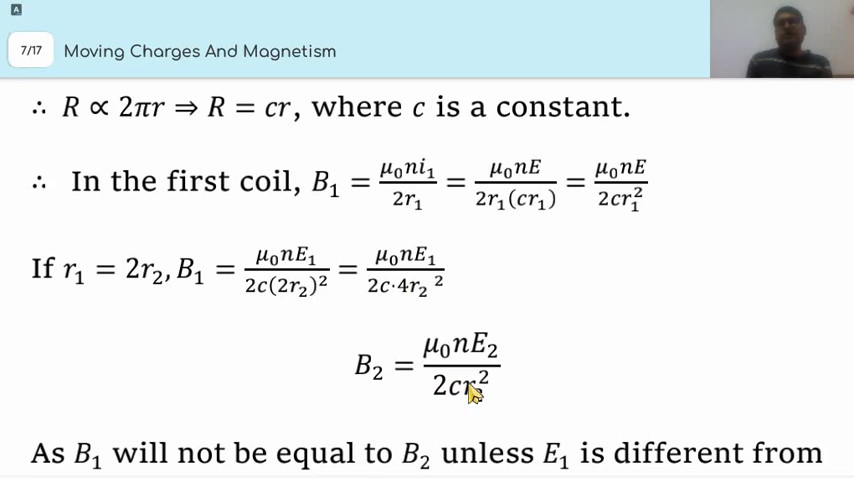 A
7/17 Moving Charges And Magnetism
∴ R ∝ 2πr ⇒ R = cr, where c is a constant.
∴ In the first coil, B₁ = μ₀ni₁/2r₁ = μ₀nE/2r₁(cr₁) = μ₀nE/2cr₁²
If r₁ = 2r₂, B₁ = μ₀nE₁/2c(2r₂)² = μ₀nE₁/2c·4r₂²
B₂ = μ₀nE₂/2cr₂²
As B₁ will not be equal to B₂ unless E₁ is different from